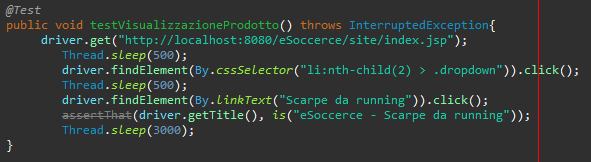 @Test
public void testVisualizzazioneProdotto() throws InterruptedException{
driver.get("http://localhost:8080/eSoccerce/site/index.jsp");
Thread.sleep(500);
driver.findElement(By.cssSelector("li:nth-child(2) > .dropdown")).click();
Thread.sleep(500);
driver.findElement(By.linkText("Scarpe da running")).click();
assertThat(driver.getTitle(), is("eSoccerce - Scarpe da running"));
Thread.sleep(3000);
}